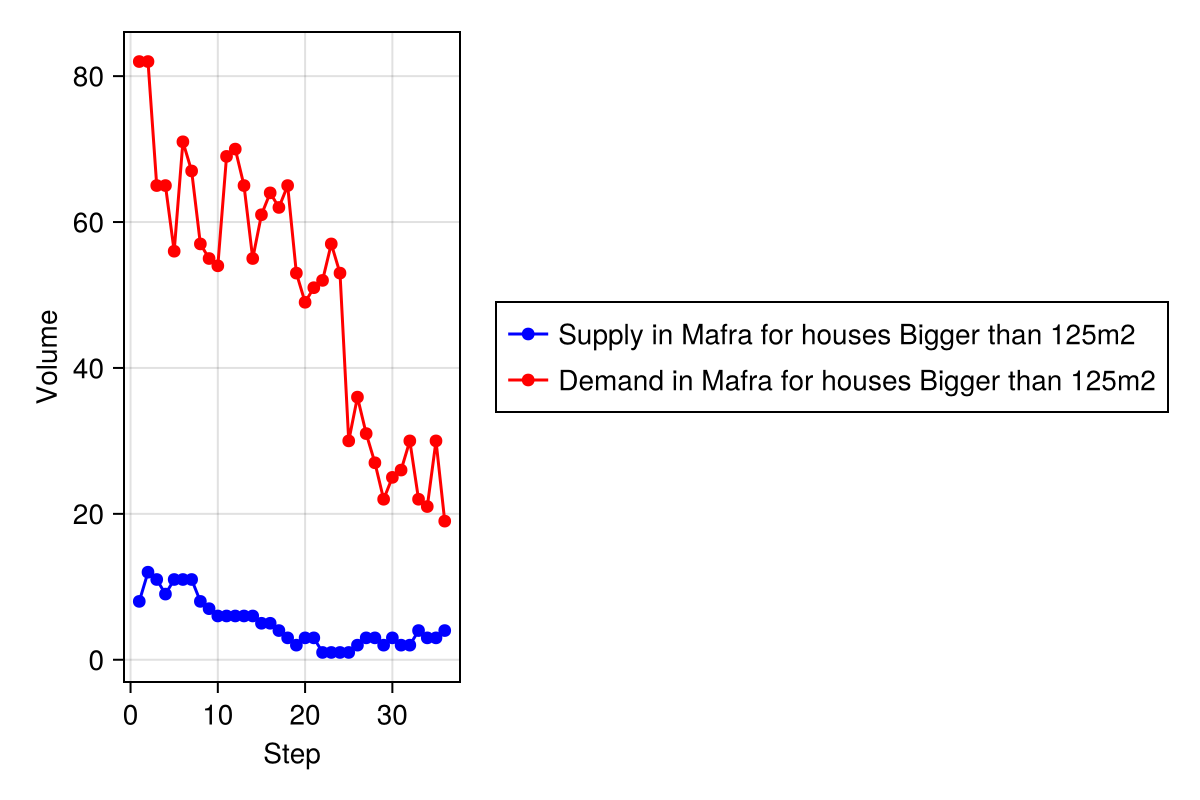 80
60
40
20
0
Volume
0 10 20 30
Step
Supply in Mafra for houses Bigger than 125m2
Demand in Mafra for houses Bigger than 125m2